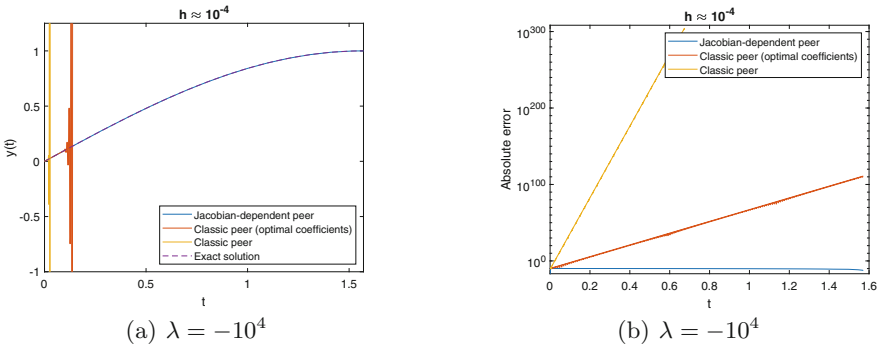 h ≈ 10⁻⁴
1
0.5
0
-0.5
-1
y(t)
0
0.5
1
1.5
t
Jacobian-dependent peer
Classic peer (optimal coefficients)
Classic peer
Exact solution
(a) λ = −10⁴
h ≈ 10⁻⁴
10³⁰⁰
10²⁰⁰
10¹⁰⁰
10⁰
Absolute error
Jacobian-dependent peer
Classic peer (optimal coefficients)
Classic peer
0
0.2
0.4
0.6
0.8
1
1.2
1.4
1.6
t
(b) λ = −10⁴